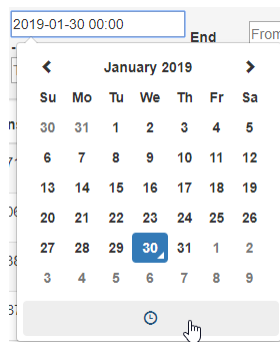 2019-01-30 00:00
End
From
January 2019
Su Mo Tu We Th Fr Sa
30 31 1 2 3 4 5
6 7 8 9 10 11 12
13 14 15 16 17 18 19
20 21 22 23 24 25 26
27 28 29 30 31 1 2
3 4 5 6 7 8 9